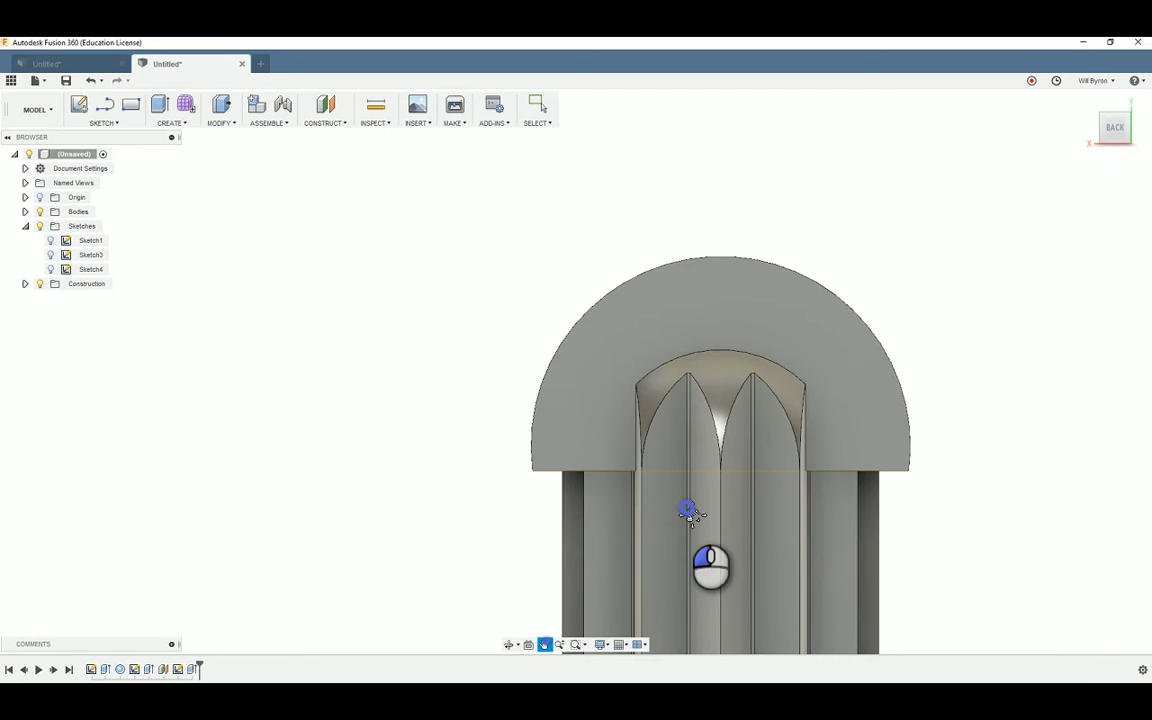 Autodesk Fusion 360 (Education License)
Untitled*
Untitled*
Will Byron
MODEL
SKETCH
CREATE
MODIFY
ASSEMBLE
CONSTRUCT
INSPECT
INSERT
MAKE
ADD-INS
SELECT
BROWSER
(Unsaved)
Document Settings
Named Views
Origin
Bodies
Sketches
Sketch1
Sketch3
Sketch4
Construction
Y
BACK
X
COMMENTS